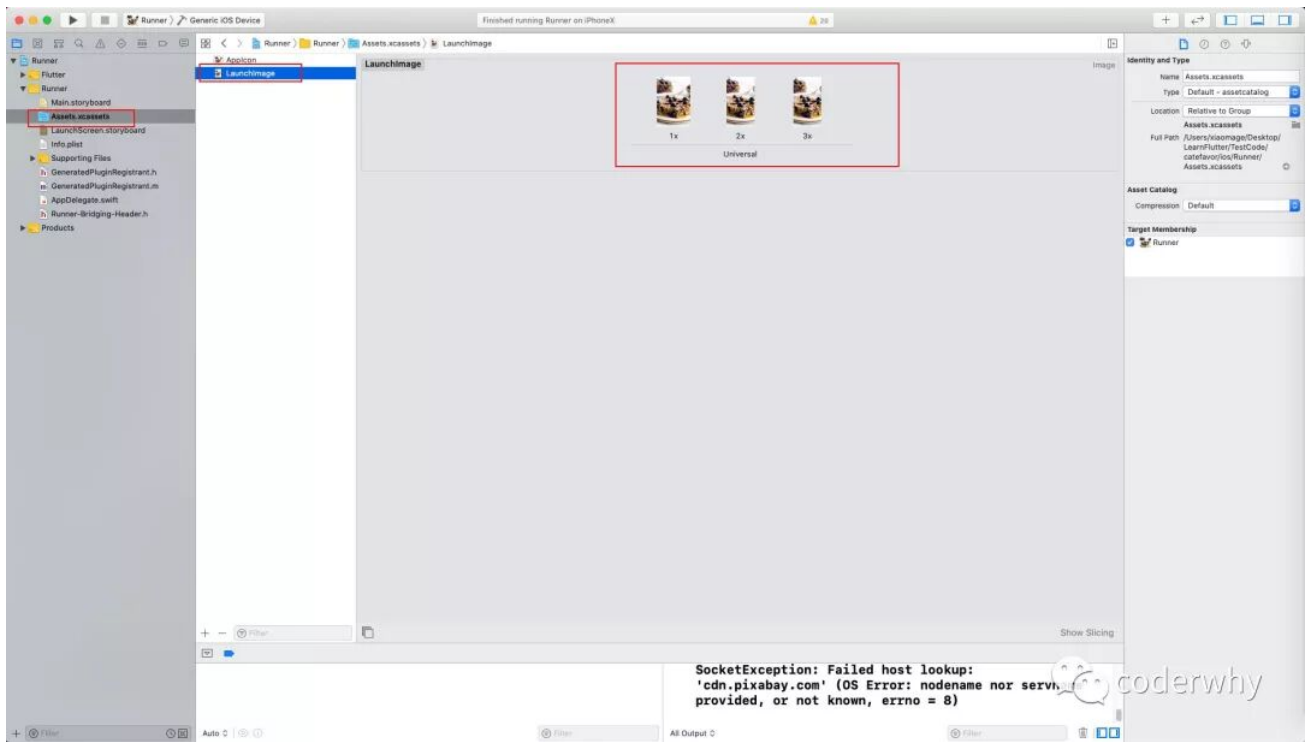 Runner 〉 Generic iOS Device
Finished running Runner on iPhoneX
20
Runner 〉 Runner 〉 Assets.xcassets 〉 LaunchImage
Runner
Flutter
Runner
Main.storyboard
Assets.xcassets
LaunchScreen.storyboard
Info.plist
Supporting Files
GeneratedPluginRegistrant.h
GeneratedPluginRegistrant.m
AppDelegate.swift
Runner-Bridging-Header.h
Products
AppIcon
LaunchImage
LaunchImage
Image
1x 2x 3x
Universal
Identity and Type
Name Assets.xcassets
Type Default - assetcatalog
Location Relative to Group
Assets.xcassets
Full Path /Users/xiaomage/Desktop/
LearnFlutter/TestCode/
catefavor/ios/Runner/
Assets.xcassets
Asset Catalog
Compression Default
Target Membership
Runner
Filter
Show Slicing
SocketException: Failed host lookup:
'cdn.pixabay.com' (OS Error: nodename nor
provided, or not known, errno = 8)
coderwhy
Filter
Auto
Filter
All Output
Filter